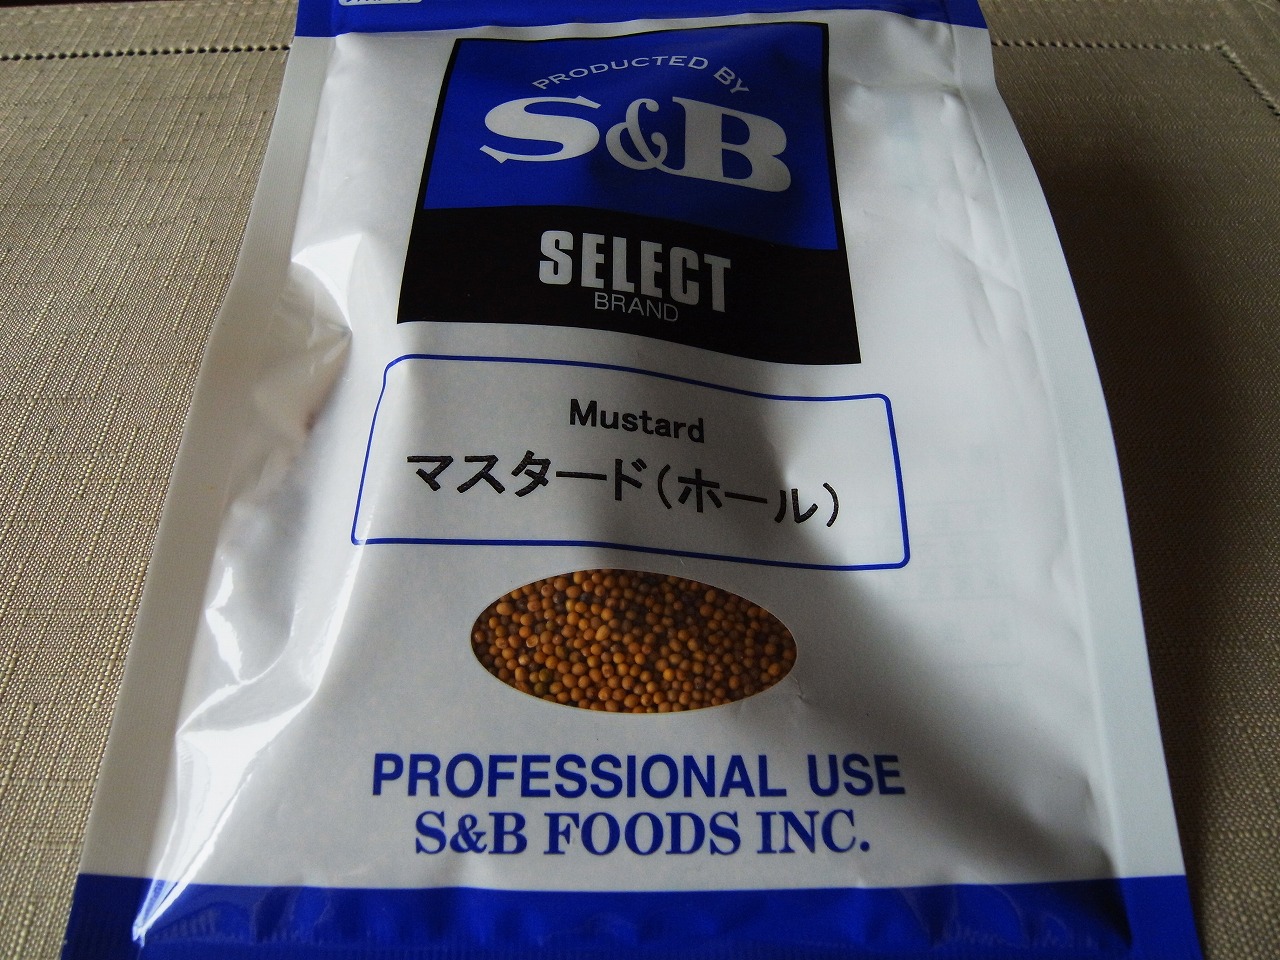 PRODUCTED BY
S&B
SELECT
BRAND
Mustard
マスタード(ホール)
PROFESSIONAL USE
S&B FOODS INC.